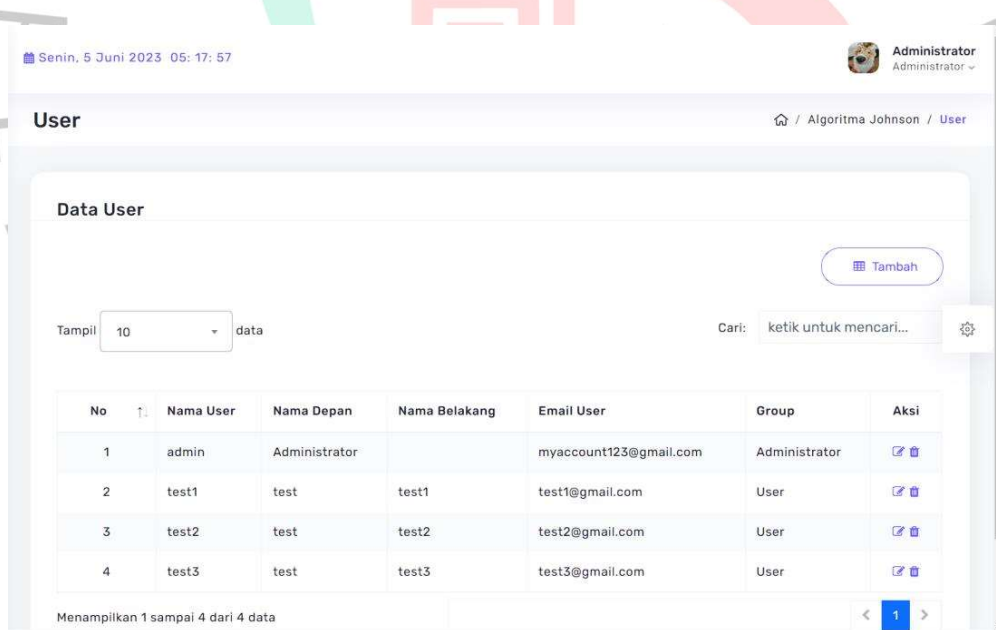 Senin, 5 Juni 2023 05: 17: 57
Administrator
Administrator
User
/ Algoritma Johnson / User
Data User
Tambah
Tampil 10 data
Cari: ketik untuk mencari...
No Nama User Nama Depan Nama Belakang Email User Group Aksi
1 admin Administrator myaccount123@gmail.com Administrator
2 test1 test test1 test1@gmail.com User
3 test2 test test2 test2@gmail.com User
4 test3 test test3 test3@gmail.com User
Menampilkan 1 sampai 4 dari 4 data
< 1 >